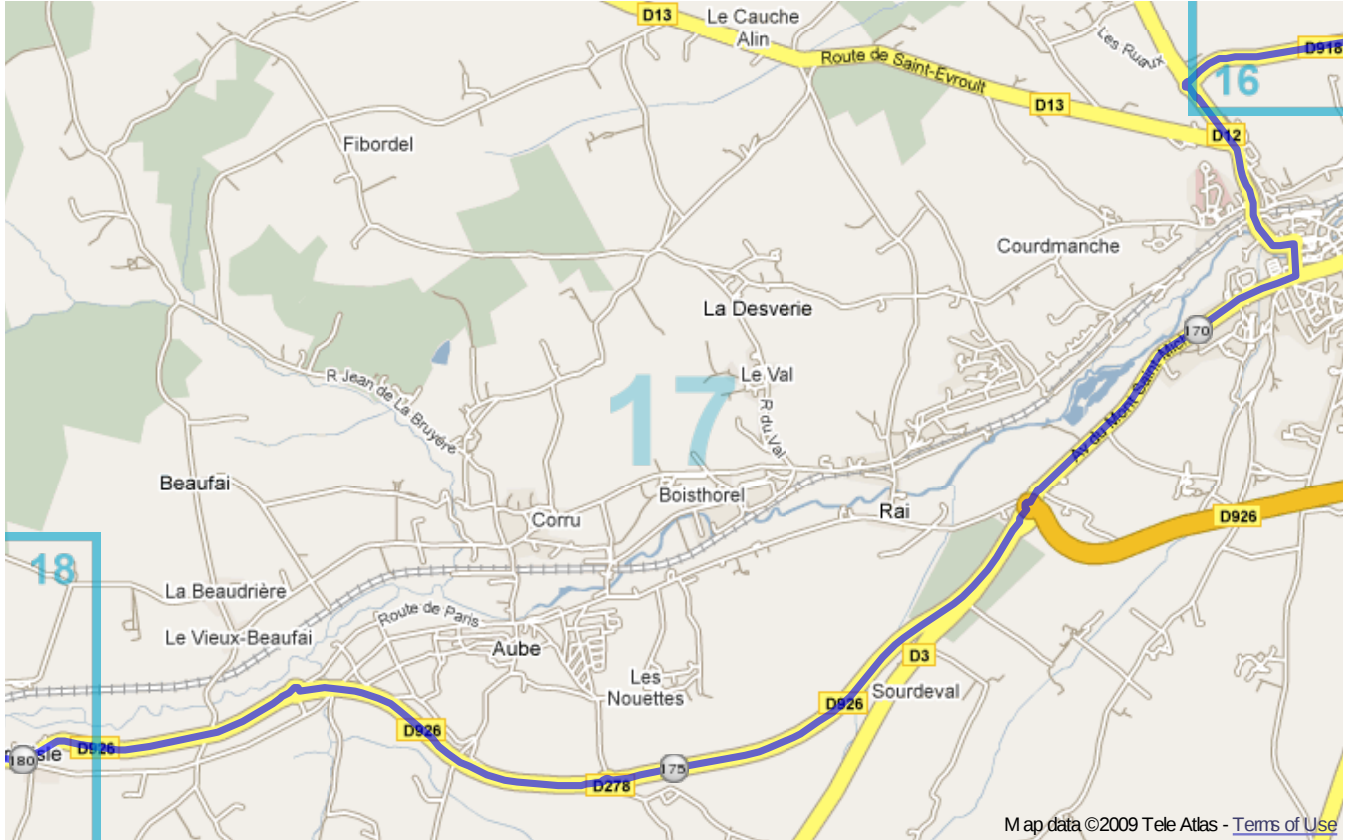 D13
Le Cauche
Alin
Les Ruaux
D918
Route de Saint-Evroult
16
D13
D12
Fibordel
Courdmanche
La Desverie
170
R Jean de La Bruyère
Le Val
17
R du Val
Av du Mont Saint
Beaufai
Boisthorel
Rai
Corru
D926
18
La Beaudrière
Route de Paris
Le Vieux-Beaufai
Aube
D3
Les
Nouettes
Sourdeval
D926
D926
D926
180
175
D278
Map data ©2009 Tele Atlas - Terms of Use